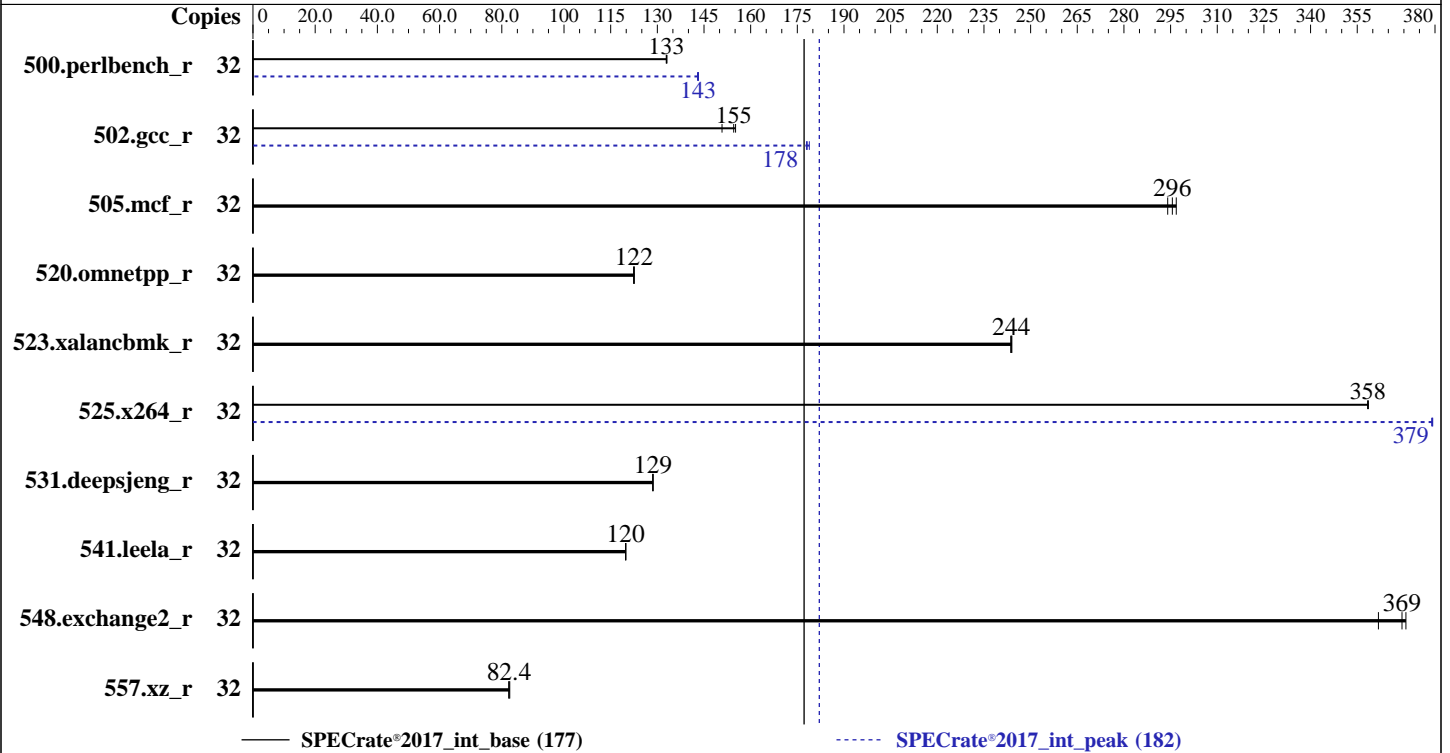 Copies 0 20.0 40.0 60.0 80.0 100 115 130 145 160 175 190 205 220 235 250 265 280 295 310 325 340 355 380
500.perlbench_r 32 133
143
502.gcc_r 32 155
178
505.mcf_r 32 296
520.omnetpp_r 32 122
523.xalancbmk_r 32 244
525.x264_r 32 358
379
531.deepsjeng_r 32 129
541.leela_r 32 120
548.exchange2_r 32 369
557.xz_r 32 82.4
SPECrate®2017_int_base (177) SPECrate®2017_int_peak (182)